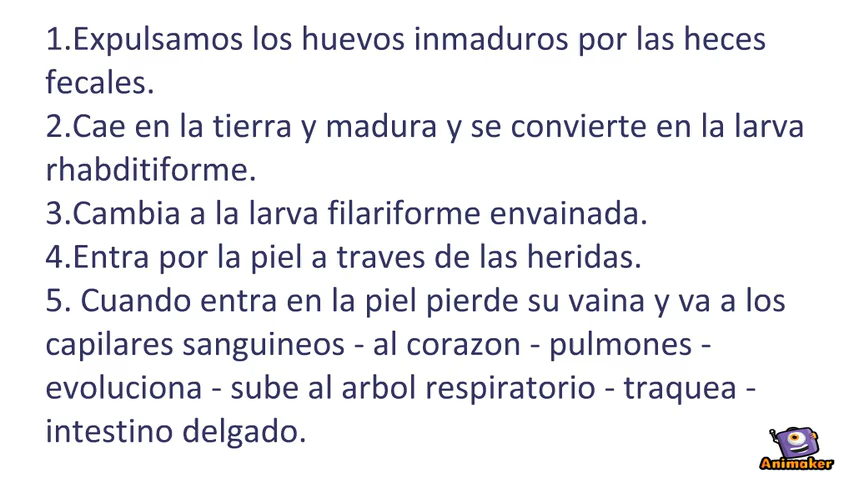 1.Expulsamos los huevos inmaduros por las heces
fecales.
2.Cae en la tierra y madura y se convierte en la larva
rhabditiforme.
3.Cambia a la larva filariforme envainada.
4.Entra por la piel a traves de las heridas.
5. Cuando entra en la piel pierde su vaina y va a los
capilares sanguineos - al corazon - pulmones -
evoluciona - sube al arbol respiratorio - traquea -
intestino delgado.
Animaker